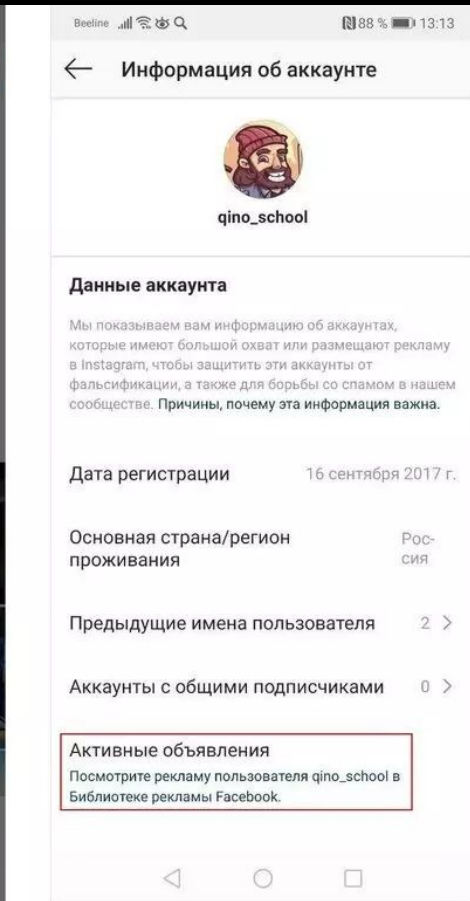 Beeline 88 % 13:13
Информация об аккаунте
qino_school
Данные аккаунта
Мы показываем вам информацию об аккаунтах,
которые имеют большой охват или размещают рекламу
в Instagram, чтобы защитить эти аккаунты от
фальсификации, а также для борьбы со спамом в нашем
сообществе. Причины, почему эта информация важна.
Дата регистрации 16 сентября 2017 г.
Основная страна/регион Рос-
проживания сия
Предыдущие имена пользователя 2
Аккаунты с общими подписчиками 0
Активные объявления
Посмотрите рекламу пользователя qino_school в
Библиотеке рекламы Facebook.